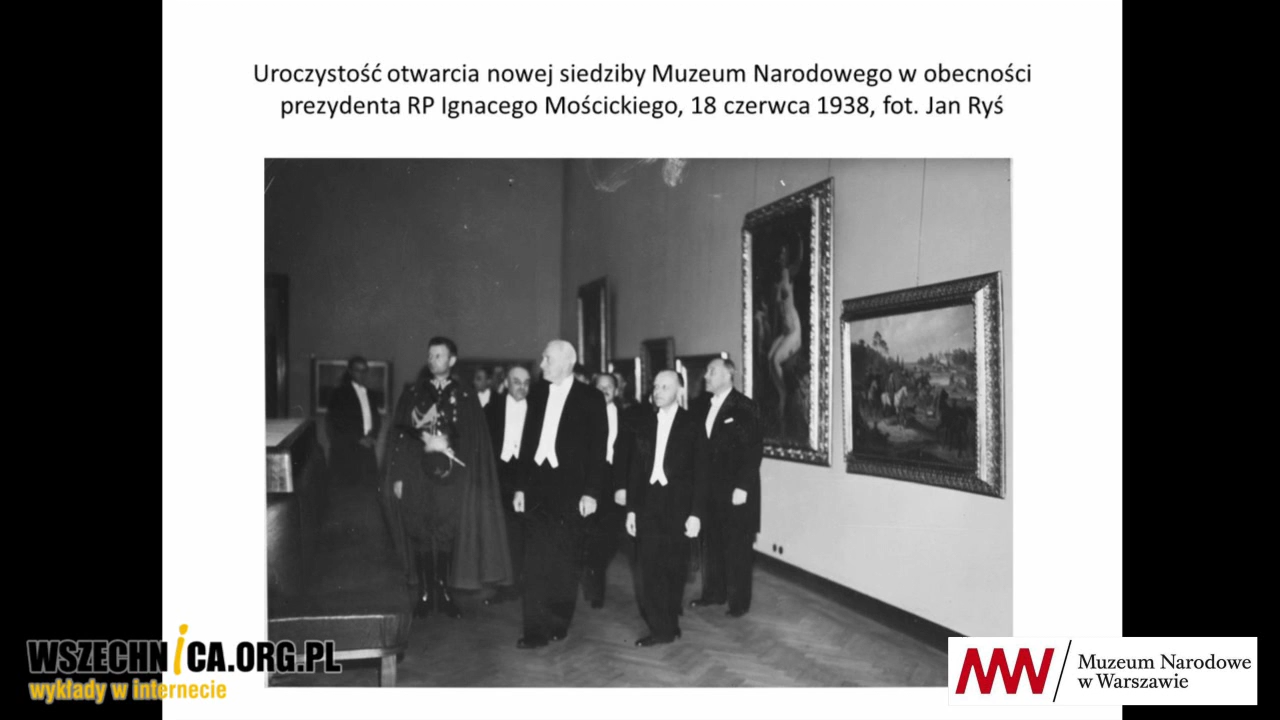 Uroczystość otwarcia nowej siedziby Muzeum Narodowego w obecności
prezydenta RP Ignacego Mościckiego, 18 czerwca 1938, fot. Jan Ryś
WSZECHNICA.ORG.PL
wykłady w internecie
MW
Muzeum Narodowe
w Warszawie